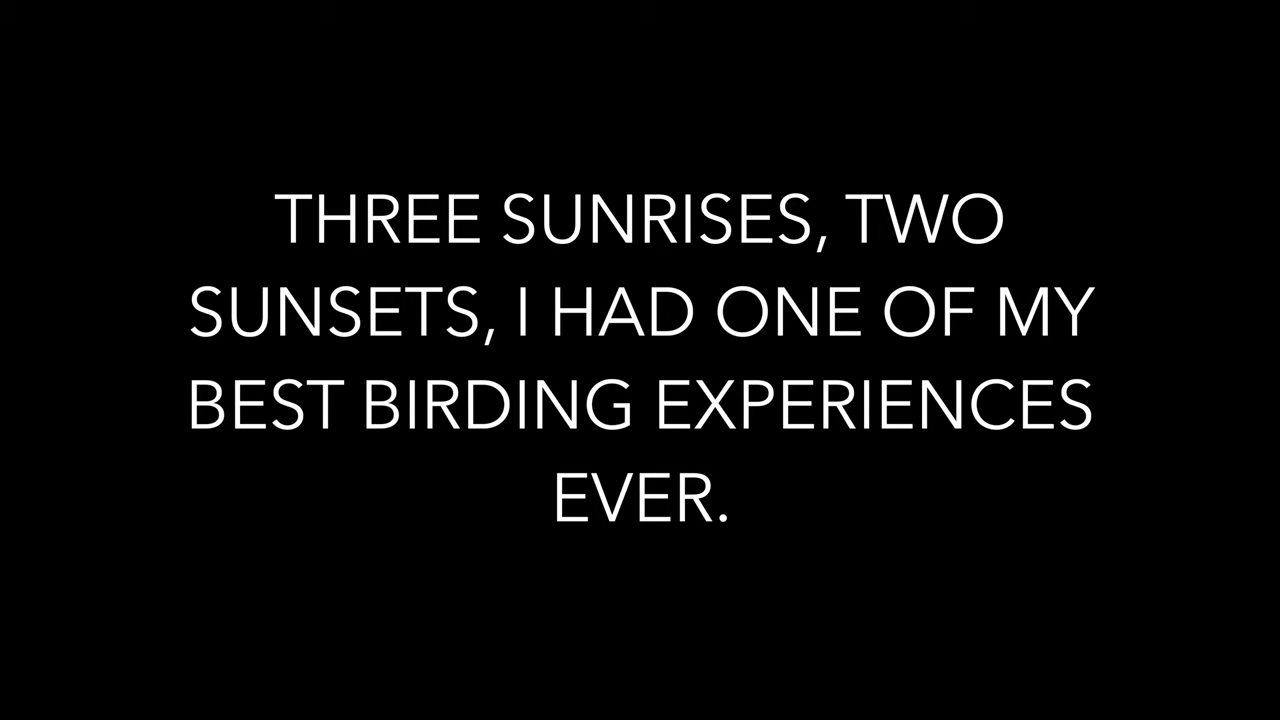 THREE SUNRISES, TWO
SUNSETS, I HAD ONE OF MY
BEST BIRDING EXPERIENCES
EVER.